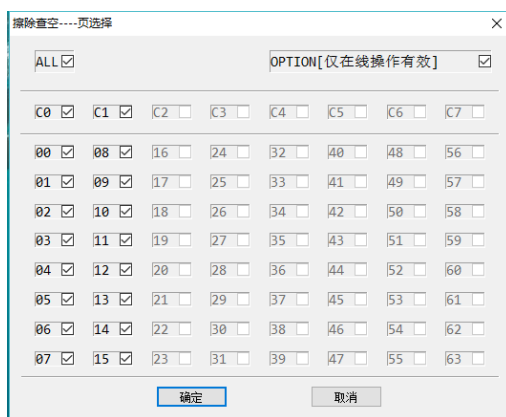 擦除查空----页选择
ALL OPTION[仅在线操作有效]
C0 C1 C2 C3 C4 C5 C6 C7
00 08 16 24 32 40 48 56
01 09 17 25 33 41 49 57
02 10 18 26 34 42 50 58
03 11 19 27 35 43 51 59
04 12 20 28 36 44 52 60
05 13 21 29 37 45 53 61
06 14 22 30 38 46 54 62
07 15 23 31 39 47 55 63
确定 取消